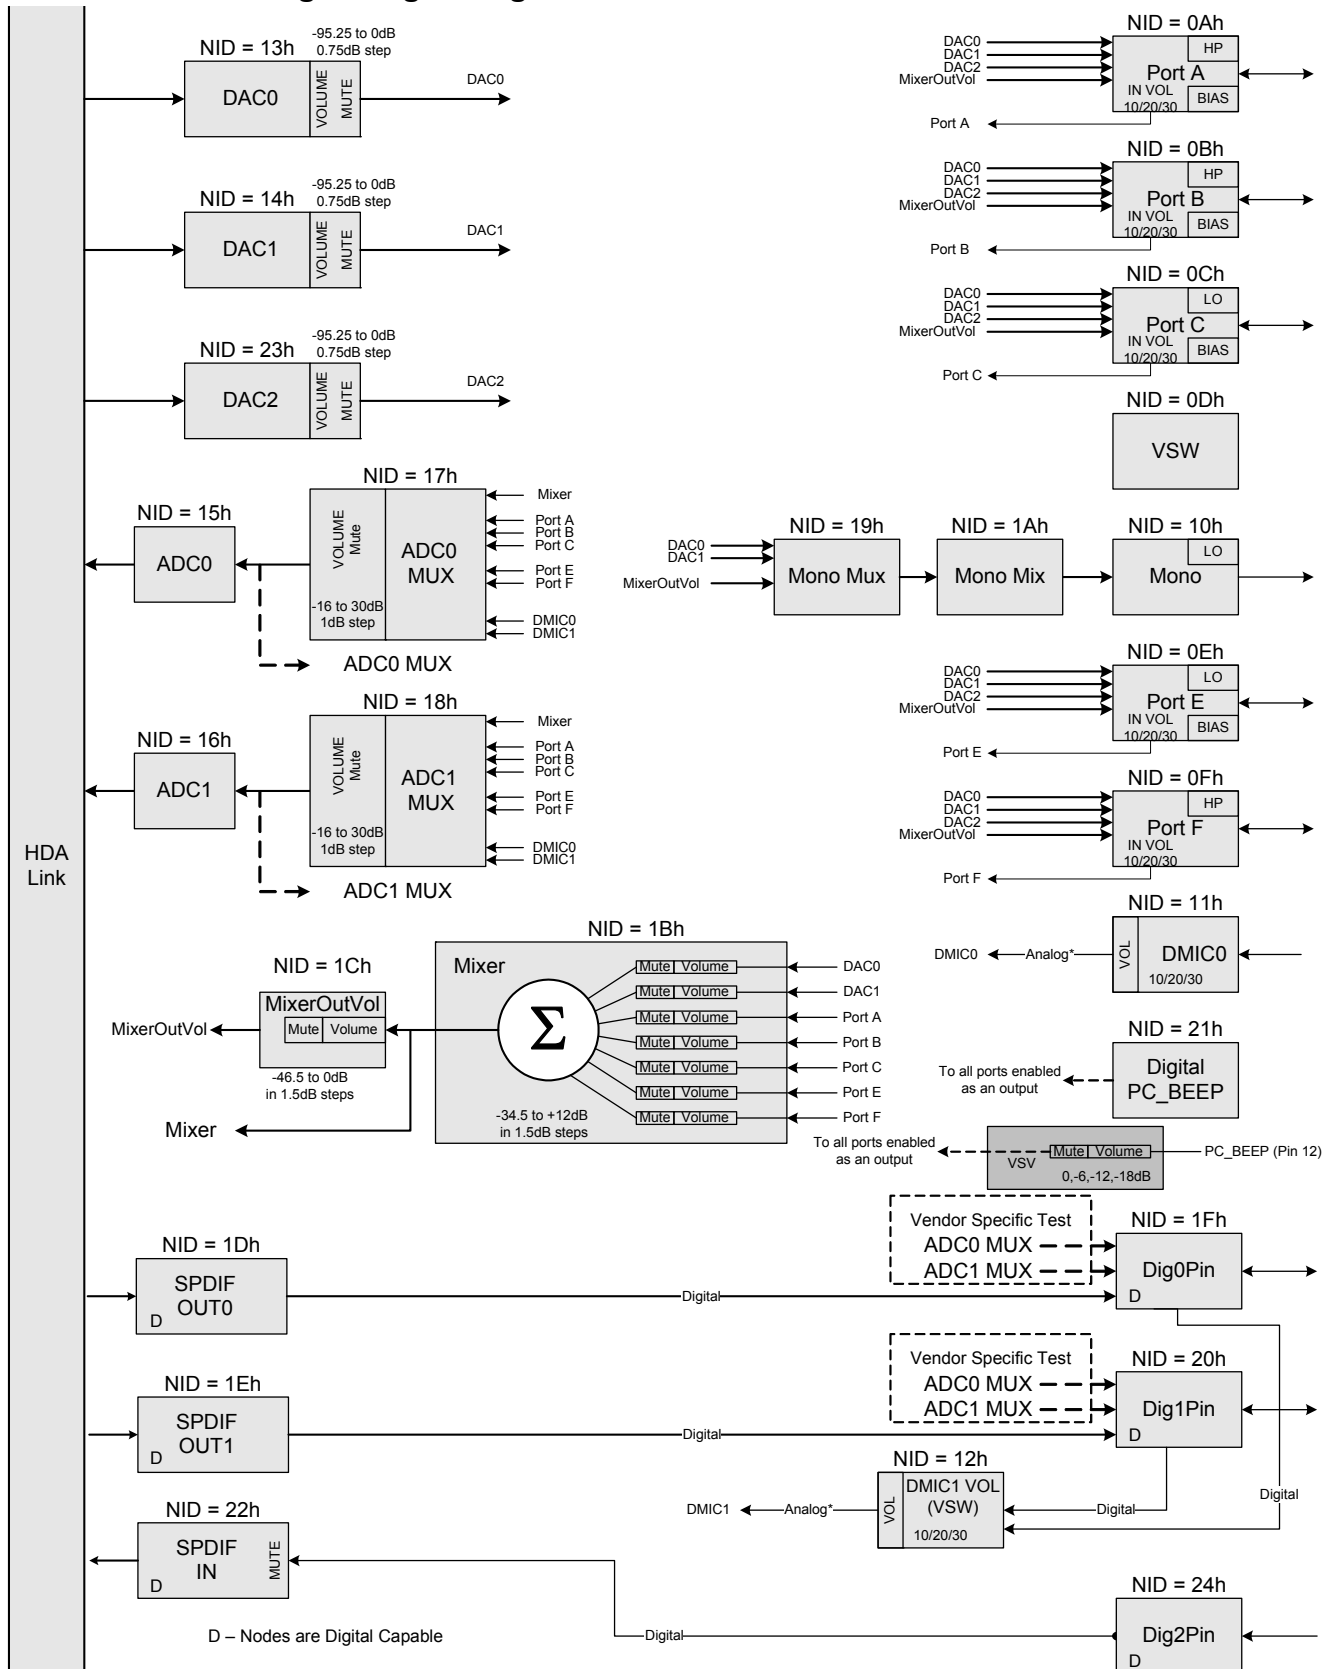 HDA
Link
NID = 13h
-95.25 to 0dB
0.75dB step
DAC0
VOLUME
MUTE
DAC0
NID = 14h
-95.25 to 0dB
0.75dB step
DAC1
VOLUME
MUTE
DAC1
NID = 23h
-95.25 to 0dB
0.75dB step
DAC2
VOLUME
MUTE
DAC2
NID = 17h
NID = 15h
ADC0
VOLUME
Mute
-16 to 30dB
1dB step
ADC0
MUX
Mixer
Port A
Port B
Port C
Port E
Port F
DMIC0
DMIC1
ADC0 MUX
NID = 18h
NID = 16h
ADC1
VOLUME
Mute
-16 to 30dB
1dB step
ADC1
MUX
Mixer
Port A
Port B
Port C
Port E
Port F
DMIC0
DMIC1
ADC1 MUX
NID = 1Bh
Mixer
Σ
-34.5 to +12dB
in 1.5dB steps
Mute Volume DAC0
Mute Volume DAC1
Mute Volume Port A
Mute Volume Port B
Mute Volume Port C
Mute Volume Port E
Mute Volume Port F
NID = 1Ch
MixerOutVol
Mute Volume
-46.5 to 0dB
in 1.5dB steps
MixerOutVol
Mixer
NID = 0Ah
DAC0
DAC1
DAC2
MixerOutVol
HP
Port A
IN VOL
10/20/30
BIAS
Port A
NID = 0Bh
DAC0
DAC1
DAC2
MixerOutVol
HP
Port B
IN VOL
10/20/30
BIAS
Port B
NID = 0Ch
DAC0
DAC1
DAC2
MixerOutVol
LO
Port C
IN VOL
10/20/30
BIAS
Port C
NID = 0Dh
VSW
NID = 19h
DAC0
DAC1
MixerOutVol
Mono Mux
NID = 1Ah
Mono Mix
NID = 10h
LO
Mono
NID = 0Eh
DAC0
DAC1
DAC2
MixerOutVol
LO
Port E
IN VOL
10/20/30
BIAS
Port E
NID = 0Fh
DAC0
DAC1
DAC2
MixerOutVol
HP
Port F
IN VOL
10/20/30
Port F
NID = 11h
DMIC0
Analog*
VOL
DMIC0
10/20/30
NID = 21h
To all ports enabled
as an output
Digital
PC_BEEP
To all ports enabled
as an output
VSV
Mute Volume
0,-6,-12,-18dB
PC_BEEP (Pin 12)
NID = 1Dh
SPDIF
OUT0
D
Digital
Vendor Specific Test
ADC0 MUX
ADC1 MUX
NID = 1Fh
Dig0Pin
D
NID = 1Eh
SPDIF
OUT1
D
Digital
Vendor Specific Test
ADC0 MUX
ADC1 MUX
NID = 20h
Dig1Pin
D
NID = 12h
DMIC1
Analog*
VOL
DMIC1 VOL
(VSW)
10/20/30
Digital
Digital
NID = 22h
SPDIF
IN
D
MUTE
Digital
NID = 24h
Dig2Pin
D
D – Nodes are Digital Capable